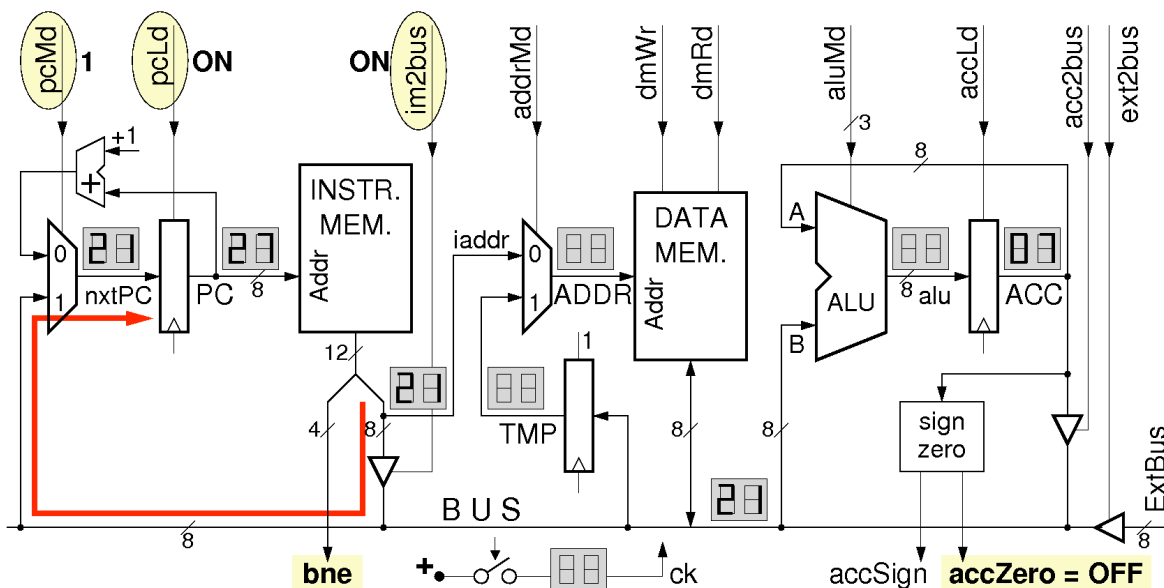 pcMd
1
pcLd
ON
ON
im2bus
addrMd
dmWr
dmRd
aluMd
accLd
acc2bus
ext2bus
+1
+
3
8
INSTR.
MEM.
Addr
DATA
MEM.
Addr
A
B
ALU
0
1
21
nxtPC
27
PC
8
iaddr
0
1
ADDR
8
alu
07
ACC
12
4
8
21
TMP
1
8
8
sign
zero
21
BUS
8
ExtBus
8
bne
+
ck
accSign
accZero = OFF